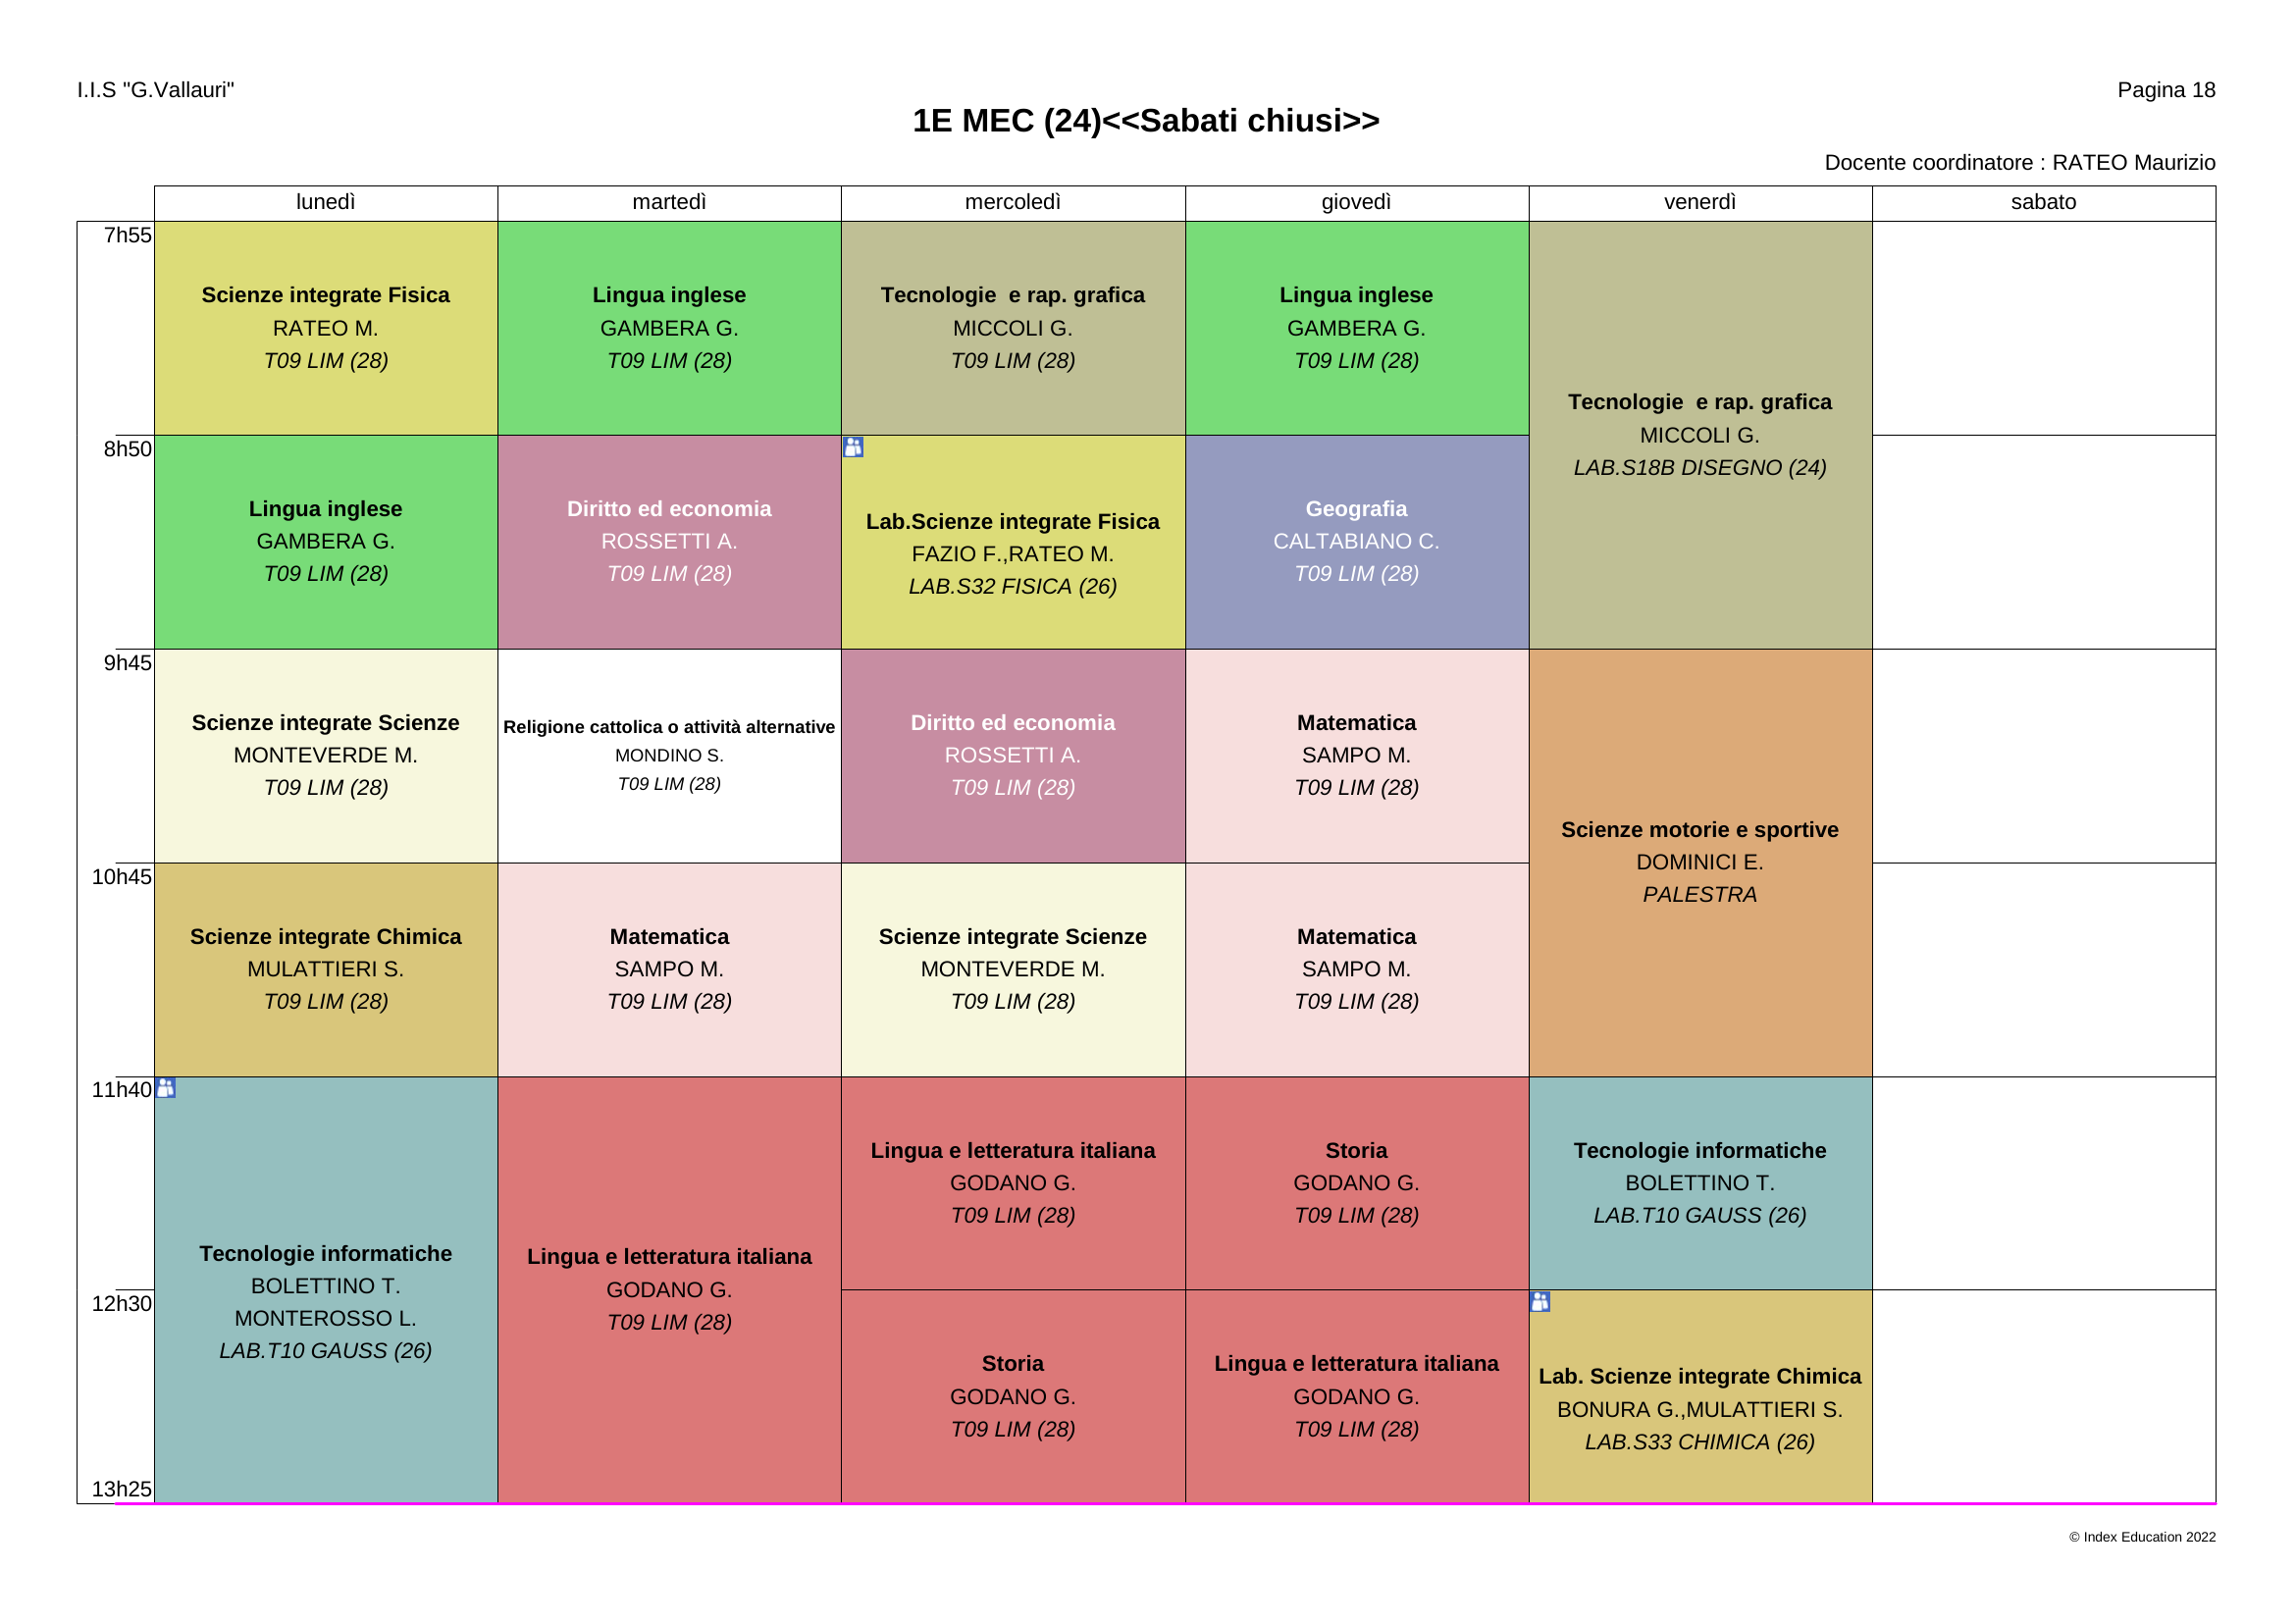 I.I.S "G.Vallauri"
Pagina 18
1E MEC (24)<<Sabati chiusi>>
Docente coordinatore : RATEO Maurizio
lunedì
martedì
mercoledì
giovedì
venerdì
sabato
7h55
Scienze integrate Fisica
RATEO M.
T09 LIM (28)
Lingua inglese
GAMBERA G.
T09 LIM (28)
Tecnologie  e rap. grafica
MICCOLI G.
T09 LIM (28)
Lingua inglese
GAMBERA G.
T09 LIM (28)
Tecnologie  e rap. grafica
MICCOLI G.
LAB.S18B DISEGNO (24)
8h50
Lingua inglese
GAMBERA G.
T09 LIM (28)
Diritto ed economia
ROSSETTI A.
T09 LIM (28)
Lab.Scienze integrate Fisica
FAZIO F.,RATEO M.
LAB.S32 FISICA (26)
Geografia
CALTABIANO C.
T09 LIM (28)
9h45
Scienze integrate Scienze
MONTEVERDE M.
T09 LIM (28)
Religione cattolica o attività alternative
MONDINO S.
T09 LIM (28)
Diritto ed economia
ROSSETTI A.
T09 LIM (28)
Matematica
SAMPO M.
T09 LIM (28)
Scienze motorie e sportive
DOMINICI E.
PALESTRA
10h45
Scienze integrate Chimica
MULATTIERI S.
T09 LIM (28)
Matematica
SAMPO M.
T09 LIM (28)
Scienze integrate Scienze
MONTEVERDE M.
T09 LIM (28)
Matematica
SAMPO M.
T09 LIM (28)
11h40
Tecnologie informatiche
BOLETTINO T.
MONTEROSSO L.
LAB.T10 GAUSS (26)
Lingua e letteratura italiana
GODANO G.
T09 LIM (28)
Lingua e letteratura italiana
GODANO G.
T09 LIM (28)
Storia
GODANO G.
T09 LIM (28)
Tecnologie informatiche
BOLETTINO T.
LAB.T10 GAUSS (26)
12h30
Storia
GODANO G.
T09 LIM (28)
Lingua e letteratura italiana
GODANO G.
T09 LIM (28)
Lab. Scienze integrate Chimica
BONURA G.,MULATTIERI S.
LAB.S33 CHIMICA (26)
13h25
© Index Education 2022